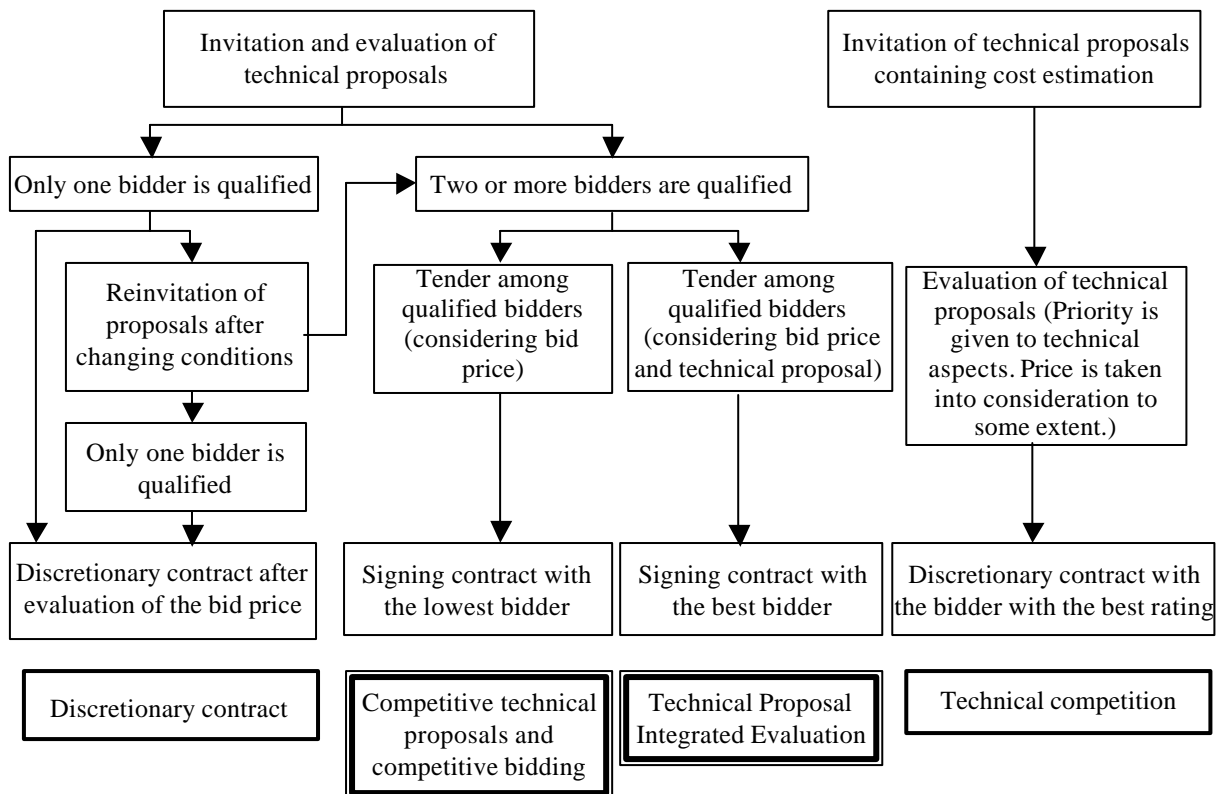 Invitation and evaluation of
technical proposals
Invitation of technical proposals
containing cost estimation
Only one bidder is qualified
Two or more bidders are qualified
Reinvitation of
proposals after
changing conditions
Tender among
qualified bidders
(considering bid
price)
Tender among
qualified bidders
(considering bid price
and technical proposal)
Evaluation of technical
proposals (Priority is
given to technical
aspects. Price is taken
into consideration to
some extent.)
Only one bidder is
qualified
Discretionary contract after
evaluation of the bid price
Signing contract with
the lowest bidder
Signing contract with
the best bidder
Discretionary contract with
the bidder with the best rating
Discretionary contract
Competitive technical
proposals and
competitive bidding
Technical Proposal
Integrated Evaluation
Technical competition